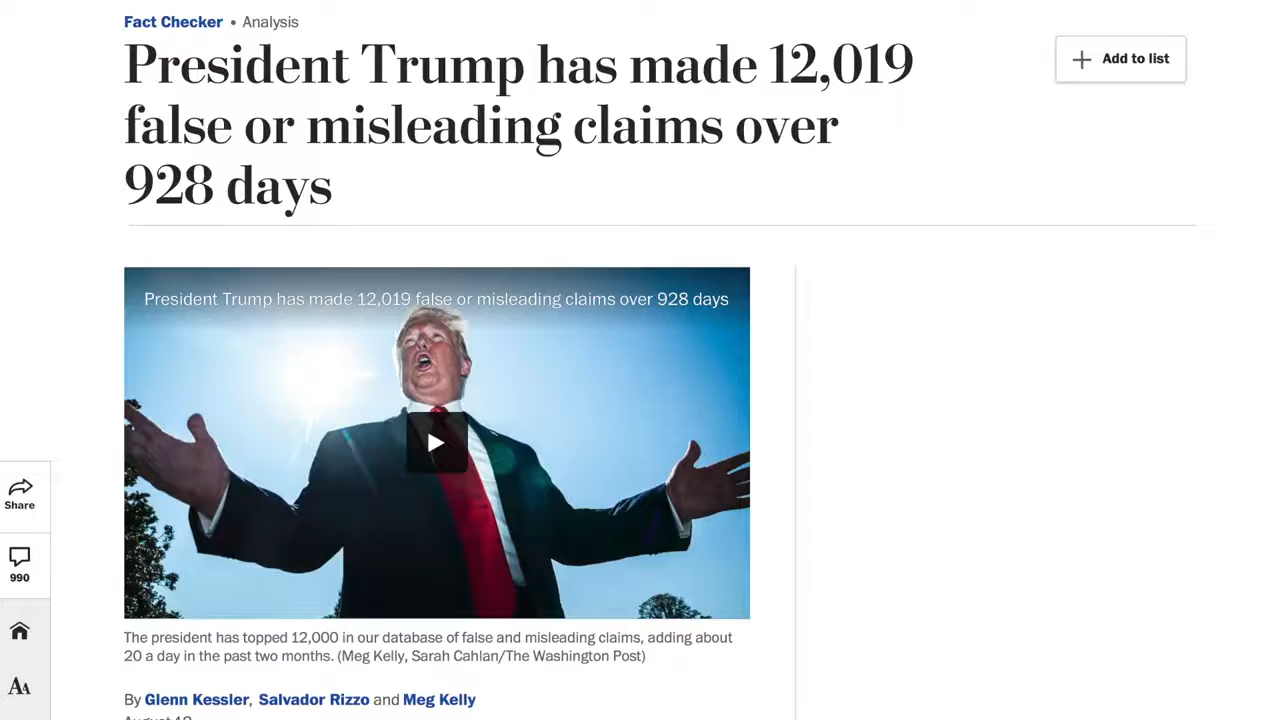 Fact Checker • Analysis
President Trump has made 12,019
false or misleading claims over
928 days
Add to list
President Trump has made 12,019 false or misleading claims over 928 days
Share
990
AA
The president has topped 12,000 in our database of false and misleading claims, adding about
20 a day in the past two months. (Meg Kelly, Sarah Cahlan/The Washington Post)
By Glenn Kessler, Salvador Rizzo and Meg Kelly